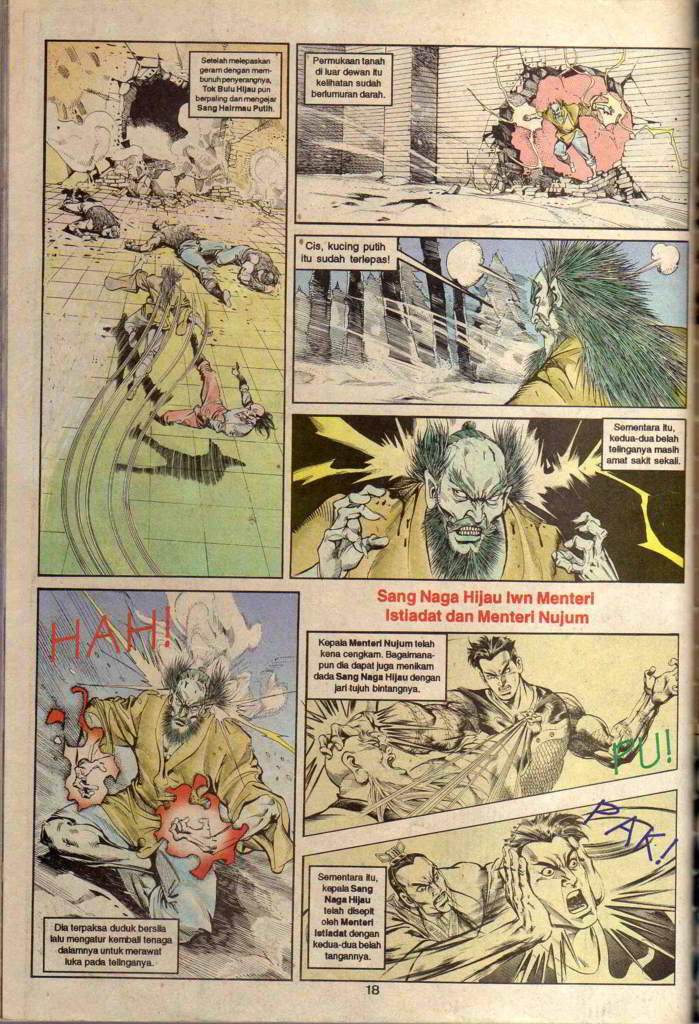 Setelah melepaskan
geram dengan mem-
bunuh penyerangnya,
Tok Bulu Hijau pun
berpaling dan mengejar
Sang Harimau Putih.
Permukaan tanah
di luar dewan itu
kelihatan sudah
berlumuran darah.
Cis, kucing putih
itu sudah terlepas!
Sementara itu,
kedua-dua belah
telinganya masih
amat sakit sekali.
HAH!
Dia terpaksa duduk bersila
lalu mengatur kembali tenaga
dalamnya untuk merawat
luka pada telinganya.
Sang Naga Hijau lwn Menteri
Istiadat dan Menteri Nujum
Kepala Menteri Nujum telah
kena cengkam. Bagaimana-
pun dia dapat juga menikam
dada Sang Naga Hijau dengan
jari tujuh bintangnya.
FU!
PAK!
Sementara itu,
kepala Sang
Naga Hijau
telah disepit
oleh Menteri
Istiadat dengan
kedua-dua belah
tangannya.
18